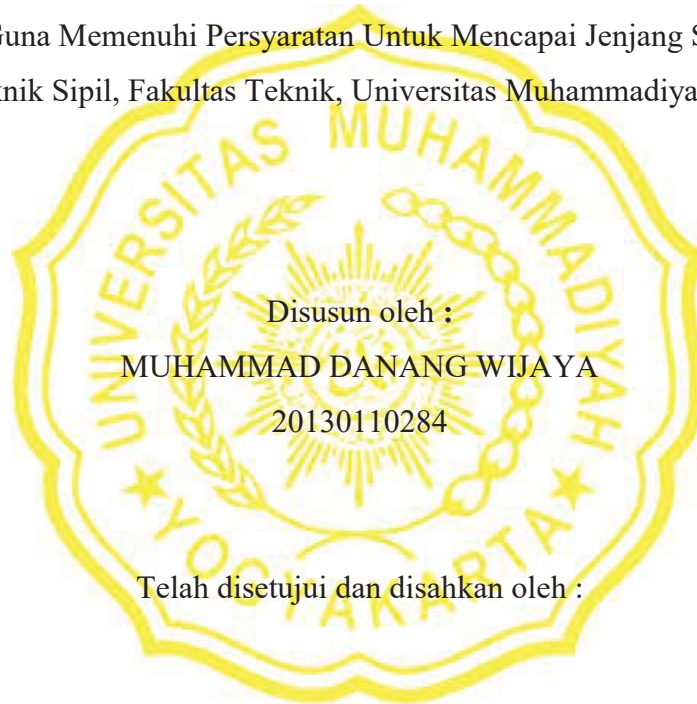 Guna Memenuhi Persyaratan Untuk Mencapai Jenjang
knik Sipil, Fakultas Teknik, Universitas Muhammadiya
UNIVERSITAS MUHAMMADIYAH
Disusun oleh :
MUHAMMAD DANANG WIJAYA
20130110284
★ YOGYAKARTA ★
Telah disetujui dan disahkan oleh :